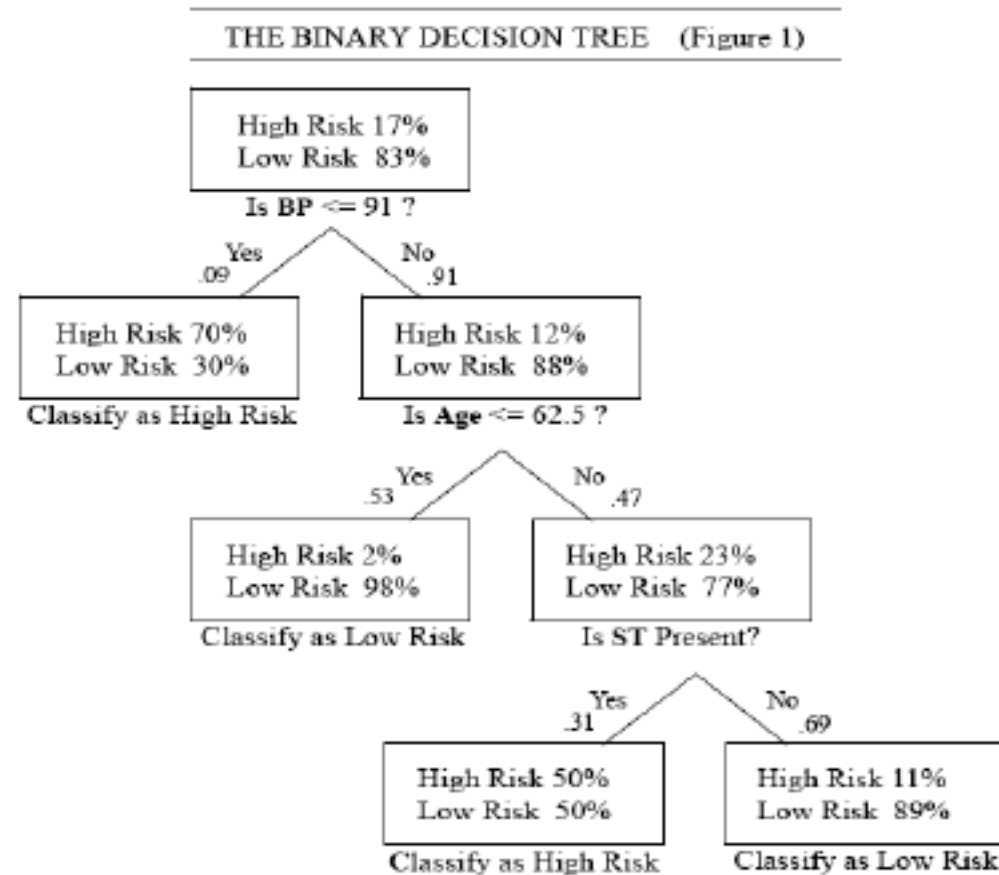 THE BINARY DECISION TREE (Figure 1)
High Risk 17%
Low Risk 83%
Is BP <= 91 ?
Yes
.09
No
.91
High Risk 70%
Low Risk 30%
Classify as High Risk
High Risk 12%
Low Risk 88%
Is Age <= 62.5 ?
Yes
.53
No
.47
High Risk 2%
Low Risk 98%
Classify as Low Risk
High Risk 23%
Low Risk 77%
Is ST Present?
Yes
.31
No
.69
High Risk 50%
Low Risk 50%
Classify as High Risk
High Risk 11%
Low Risk 89%
Classify as Low Risk